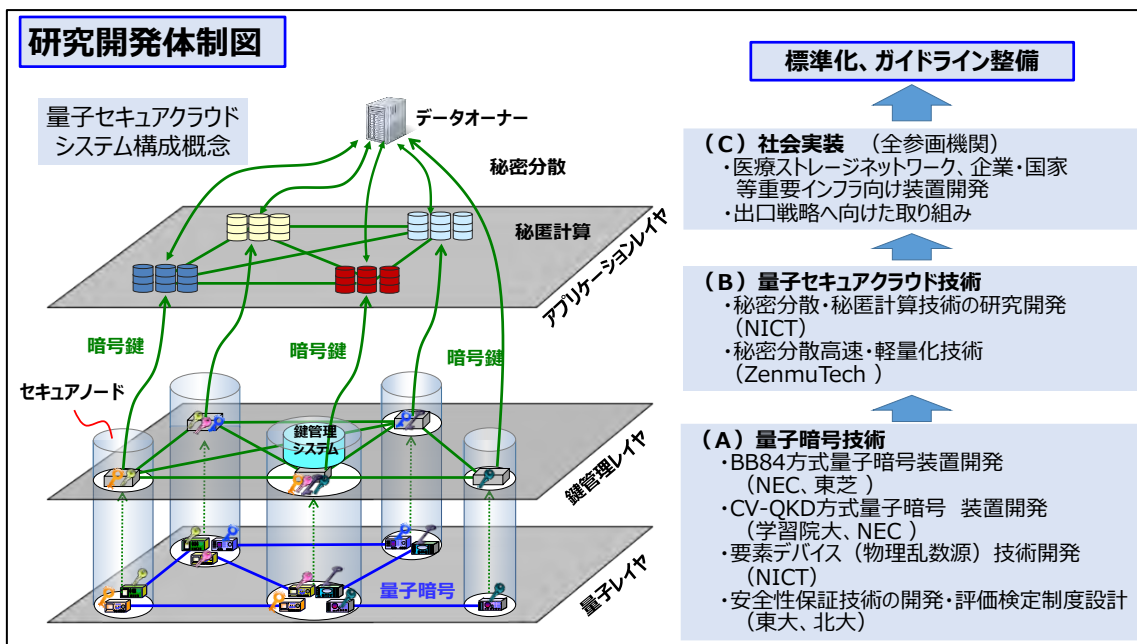 研究開発体制図
量子セキュアクラウド
システム構成概念
データオーナー
秘密分散
秘匿計算
アプリケーションレイヤ
暗号鍵
暗号鍵
暗号鍵
セキュアノード
鍵管理
システム
鍵管理レイヤ
量子暗号
量子レイヤ
標準化、ガイドライン整備
（C）社会実装　（全参画機関）
・医療ストレージネットワーク、企業・国家
等重要インフラ向け装置開発
・出口戦略へ向けた取り組み
（B）量子セキュアクラウド技術
・秘密分散・秘匿計算技術の研究開発
（NICT）
・秘密分散高速・軽量化技術
（ZenmuTech ）
（A）量子暗号技術
・BB84方式量子暗号装置開発
（NEC、東芝 ）
・CV-QKD方式量子暗号　装置開発
（学習院大、NEC ）
・要素デバイス（物理乱数源）技術開発
（NICT）
・安全性保証技術の開発・評価検定制度設計
（東大、北大）